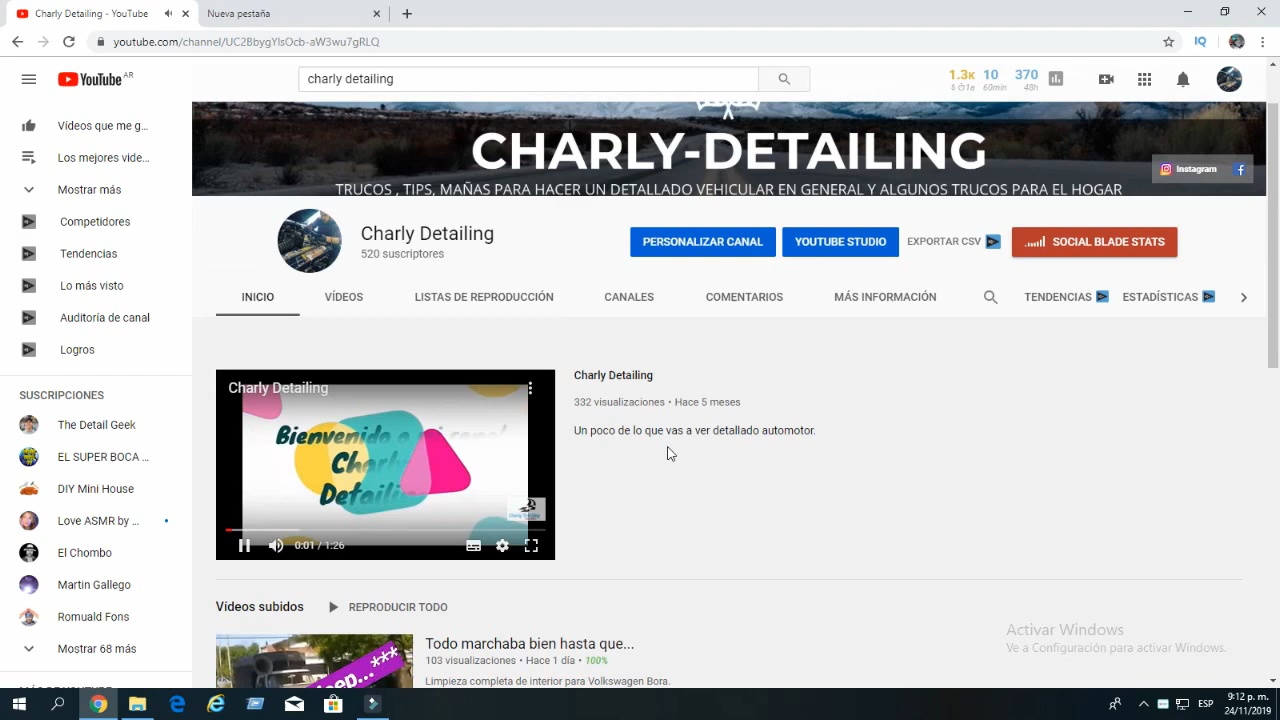 Charly Detailing - YouTube
Nueva pestaña
youtube.com/channel/UC2BbygYlsOcb-aW3wu7gRLQ
IQ
YouTube AR
charly detailing
1.3K 10 370
1a 60min 48h
CHARLY-DETAILING
TRUCOS , TIPS, MAÑAS PARA HACER UN DETALLADO VEHICULAR EN GENERAL Y ALGUNOS TRUCOS PARA EL HOGAR
Instagram
Vídeos que me g...
Los mejores vide...
Mostrar más
Competidores
Tendencias
Lo más visto
Auditoría de canal
Logros
SUSCRIPCIONES
The Detail Geek
EL SUPER BOCA ...
DIY Mini House
Love ASMR by ...
El Chombo
Martin Gallego
Romuald Fons
Mostrar 68 más
Charly Detailing
520 suscriptores
PERSONALIZAR CANAL
YOUTUBE STUDIO
EXPORTAR CSV
SOCIAL BLADE STATS
INICIO
VÍDEOS
LISTAS DE REPRODUCCIÓN
CANALES
COMENTARIOS
MÁS INFORMACIÓN
TENDENCIAS
ESTADÍSTICAS
Charly Detailing
Bienvenido a mi canal
Charly
Detailing
0:01 / 1:26
Charly Detailing
332 visualizaciones • Hace 5 meses
Un poco de lo que vas a ver detallado automotor.
Vídeos subidos
REPRODUCIR TODO
Todo marchaba bien hasta que...
103 visualizaciones • Hace 1 día • 100%
Limpieza completa de interior para Volkswagen Bora.
Activar Windows
Ve a Configuración para activar Windows.
ESP
9:12 p. m.
24/11/2019